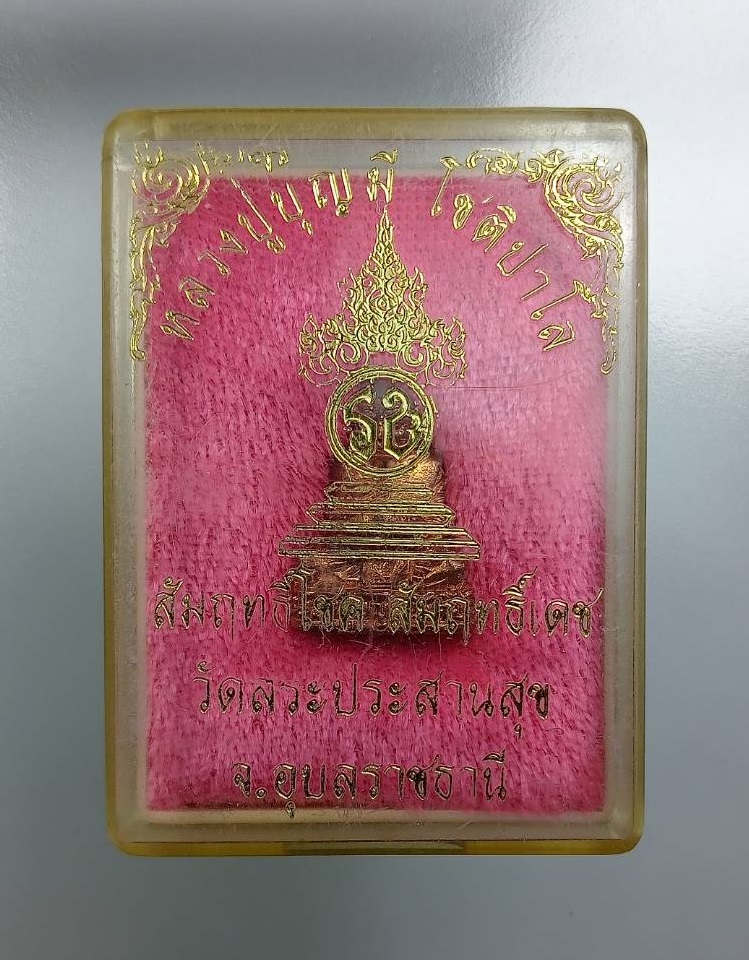 หลวงปู่บุญมี โชติปาโล
สัมฤทธิ์โชค สัมฤทธิ์เดช
วัดสระประสานสุข
จ.อุบลราชธานี